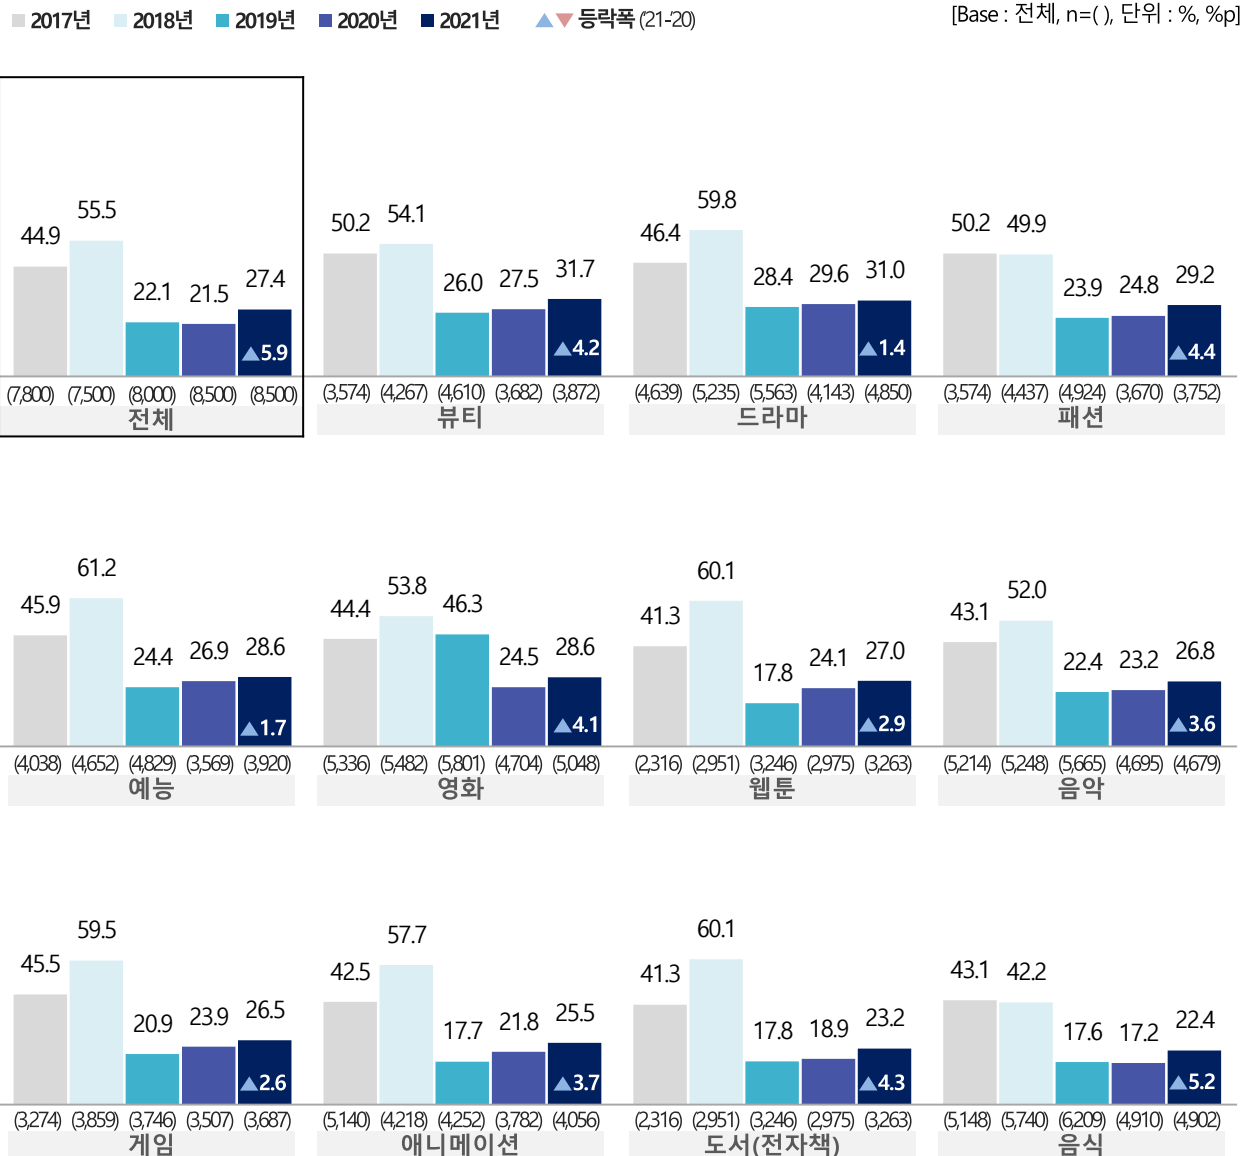 2017년 2018년 2019년 2020년 2021년 등락폭 ('21-'20)
[Base : 전체, n=( ), 단위 : %, %p]
44.9 55.5 22.1 21.5 27.4
▲5.9
(7,800) (7,500) (8,000) (8,500) (8,500)
전체
50.2 54.1 26.0 27.5 31.7
▲4.2
(3,574) (4,267) (4,610) (3,682) (3,872)
뷰티
46.4 59.8 28.4 29.6 31.0
▲1.4
(4,639) (5,235) (5,563) (4,143) (4,850)
드라마
50.2 49.9 23.9 24.8 29.2
▲4.4
(3,574) (4,437) (4,924) (3,670) (3,752)
패션
45.9 61.2 24.4 26.9 28.6
▲1.7
(4,038) (4,652) (4,829) (3,569) (3,920)
예능
44.4 53.8 46.3 24.5 28.6
▲4.1
(5,336) (5,482) (5,801) (4,704) (5,048)
영화
41.3 60.1 17.8 24.1 27.0
▲2.9
(2,316) (2,951) (3,246) (2,975) (3,263)
웹툰
43.1 52.0 22.4 23.2 26.8
▲3.6
(5,214) (5,248) (5,665) (4,695) (4,679)
음악
45.5 59.5 20.9 23.9 26.5
▲2.6
(3,274) (3,859) (3,746) (3,507) (3,687)
게임
42.5 57.7 17.7 21.8 25.5
▲3.7
(5,140) (4,218) (4,252) (3,782) (4,056)
애니메이션
41.3 60.1 17.8 18.9 23.2
▲4.3
(2,316) (2,951) (3,246) (2,975) (3,263)
도서(전자책)
43.1 42.2 17.6 17.2 22.4
▲5.2
(5,148) (5,740) (6,209) (4,910) (4,902)
음식